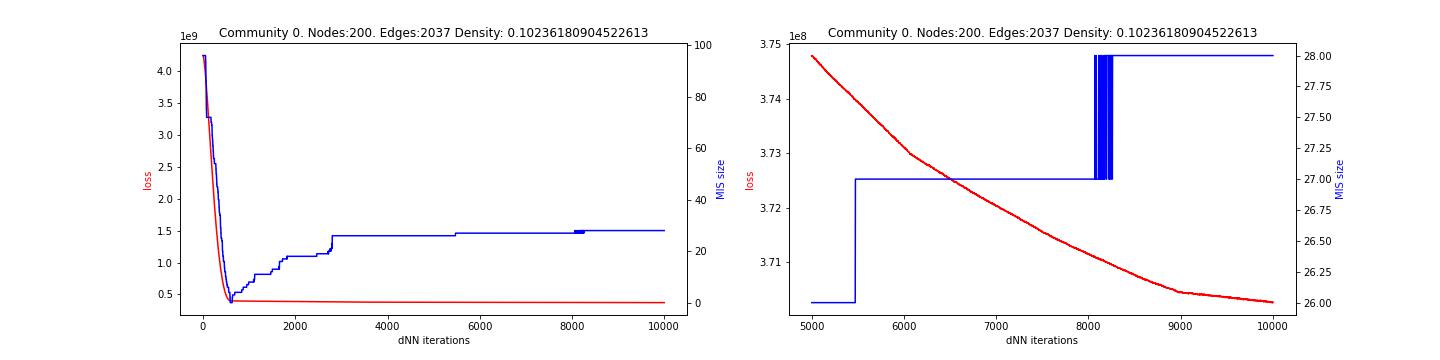 Community 0. Nodes:200. Edges:2037 Density: 0.10236180904522613
1e9
4.0
3.5
3.0
2.5
2.0
1.5
1.0
0.5
loss
100
80
60
40
20
0
MIS size
0 2000 4000 6000 8000 10000
dNN iterations
Community 0. Nodes:200. Edges:2037 Density: 0.10236180904522613
1e8
3.75
3.74
3.73
3.72
3.71
loss
28.00
27.75
27.50
27.25
27.00
26.75
26.50
26.25
26.00
MIS size
5000 6000 7000 8000 9000 10000
dNN iterations